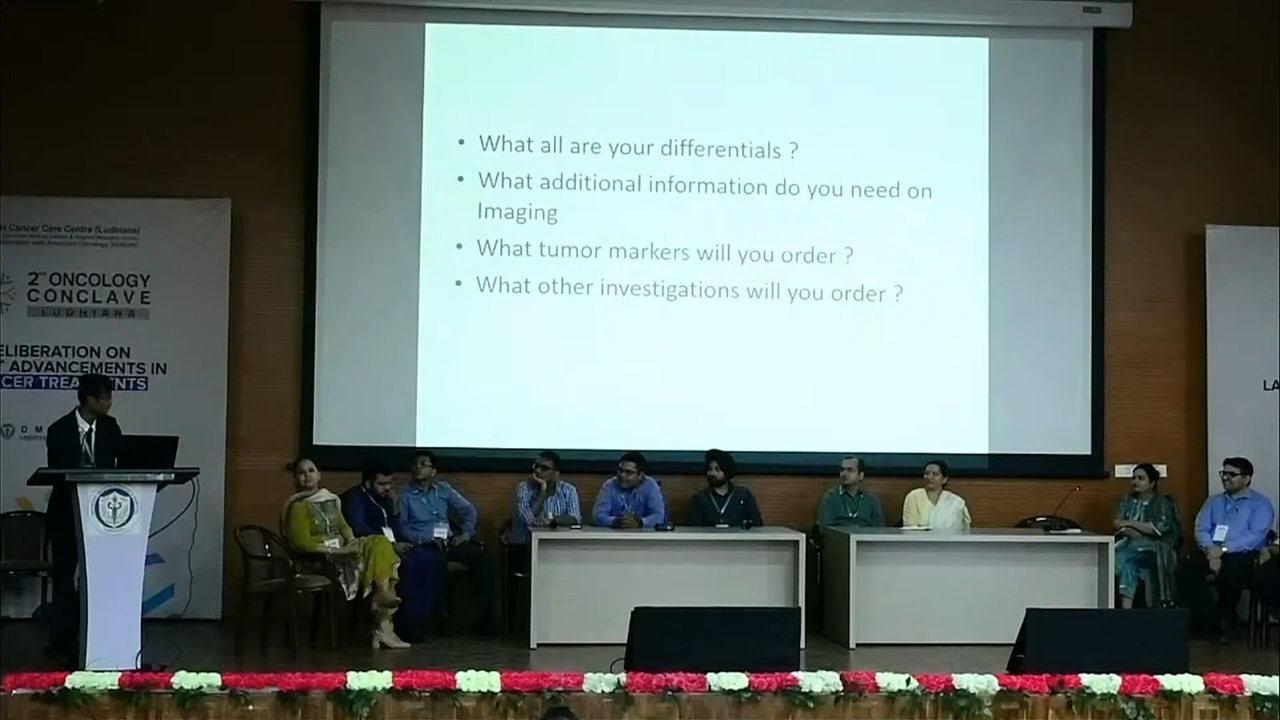 • What all are your differentials ?
• What additional information do you need on
Imaging
• What tumor markers will you order ?
• What other investigations will you order ?
Cancer Care Centre (Ludhiana)
2nd ONCOLOGY
CONCLAVE
LUDHIANA
ELIBERATION ON
T ADVANCEMENTS IN
CER TREA NTS
D M
LA